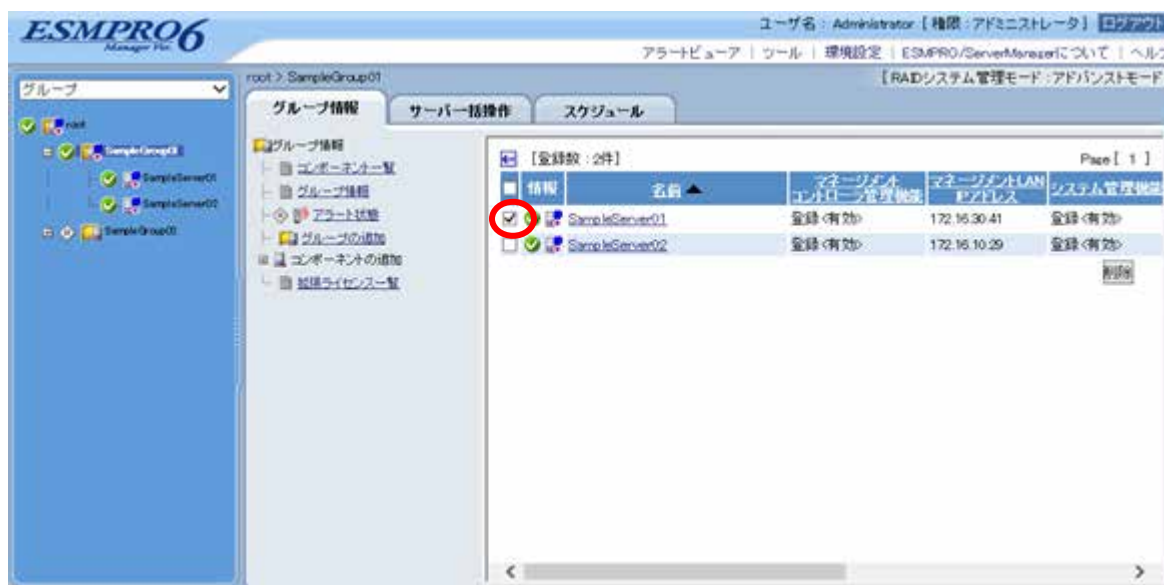 ESMPRO6
Manager Ver.
ユーザ名 : Administrator 【 権限 : アドミニストレータ】 ログアウト
アラートビューア | ツール | 環境設定 | ESMPRO/ServerManagerについて | ヘルプ
グループ
root > SampleGroup01
【RAIDシステム管理モード : アドバンストモード
グループ情報 サーバー括操作 スケジュール
root
SampleGroup01
SampleServer01
SampleServer02
グループ情報
コンポーネント一覧
グループ情報
アラート状態
グループの追加
コンポーネントの追加
拡張ライセンス一覧
[登録数 : 2件] Page [ 1 ]
情報 名前▲ マネージメントコントローラ管理機能 マネージメントLAN IPアドレス システム管理機能
SampleServer01 登録<有効> 172.16.30.41 登録<有効>
SampleServer02 登録<有効> 172.16.10.29 登録<有効>
削除